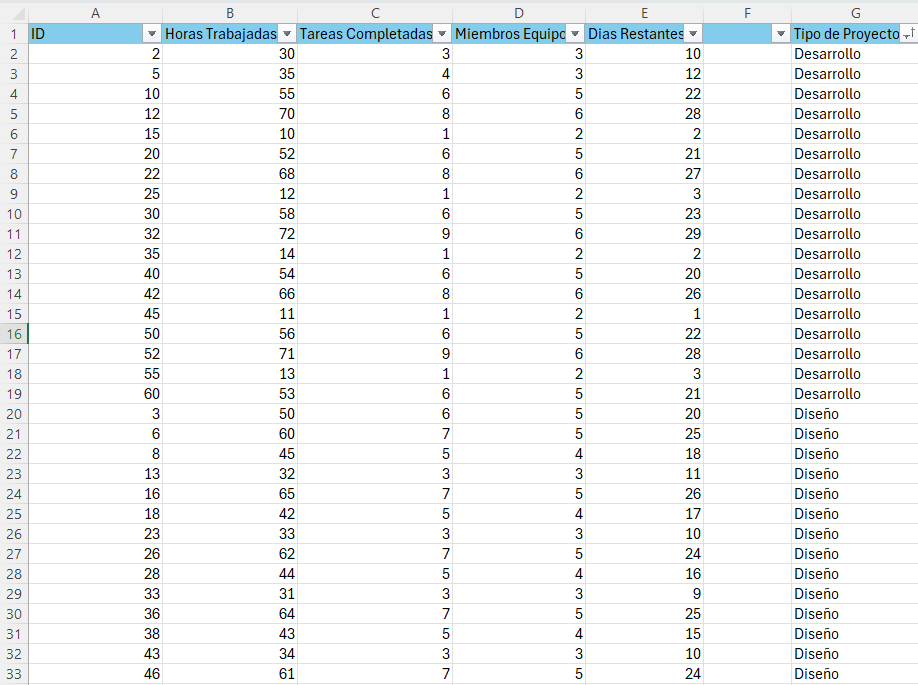 A B C D E F G
1 ID Horas Trabajadas Tareas Completadas Miembros Equipo Dias Restantes Tipo de Proyecto
2 2 30 3 3 10 Desarrollo
3 5 35 4 3 12 Desarrollo
4 10 55 6 5 22 Desarrollo
5 12 70 8 6 28 Desarrollo
6 15 10 1 2 2 Desarrollo
7 20 52 6 5 21 Desarrollo
8 22 68 8 6 27 Desarrollo
9 25 12 1 2 3 Desarrollo
10 30 58 6 5 23 Desarrollo
11 32 72 9 6 29 Desarrollo
12 35 14 1 2 2 Desarrollo
13 40 54 6 5 20 Desarrollo
14 42 66 8 6 26 Desarrollo
15 45 11 1 2 1 Desarrollo
16 50 56 6 5 22 Desarrollo
17 52 71 9 6 28 Desarrollo
18 55 13 1 2 3 Desarrollo
19 60 53 6 5 21 Desarrollo
20 3 50 6 5 20 Diseño
21 6 60 7 5 25 Diseño
22 8 45 5 4 18 Diseño
23 13 32 3 3 11 Diseño
24 16 65 7 5 26 Diseño
25 18 42 5 4 17 Diseño
26 23 33 3 3 10 Diseño
27 26 62 7 5 24 Diseño
28 28 44 5 4 16 Diseño
29 33 31 3 3 9 Diseño
30 36 64 7 5 25 Diseño
31 38 43 5 4 15 Diseño
32 43 34 3 3 10 Diseño
33 46 61 7 5 24 Diseño